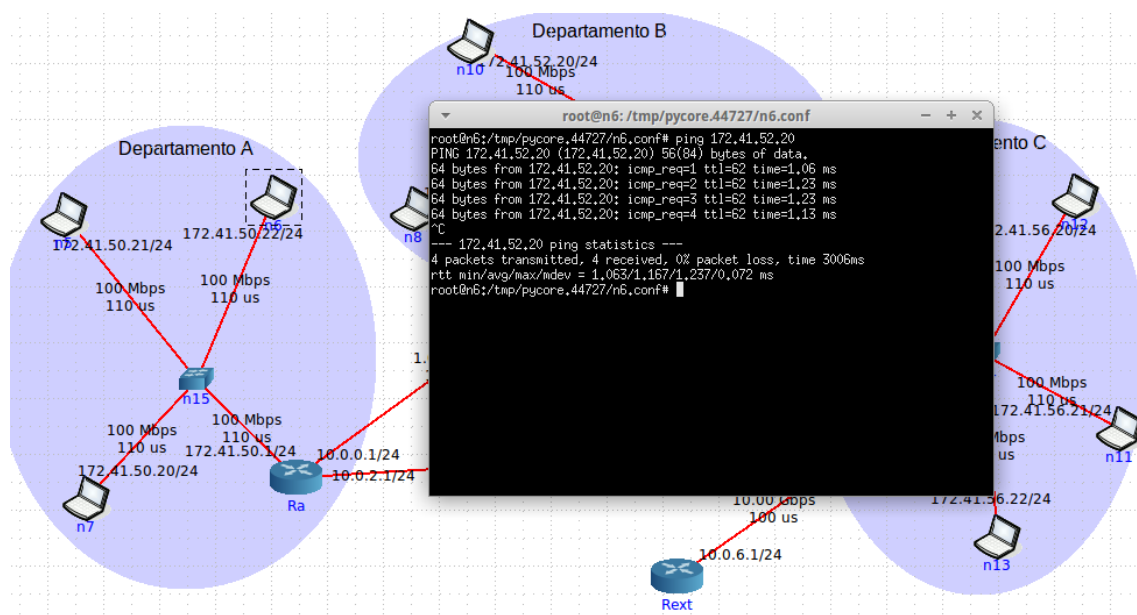 Departamento B
172.41.52.20/24
n10
100 Mbps
110 us
root@n6: /tmp/pycore.44727/n6.conf
root@n6:/tmp/pycore.44727/n6.conf# ping 172.41.52.20
PING 172.41.52.20 (172.41.52.20) 56(84) bytes of data.
64 bytes from 172.41.52.20: icmp_req=1 ttl=62 time=1.06 ms
64 bytes from 172.41.52.20: icmp_req=2 ttl=62 time=1.23 ms
64 bytes from 172.41.52.20: icmp_req=3 ttl=62 time=1.23 ms
64 bytes from 172.41.52.20: icmp_req=4 ttl=62 time=1.13 ms
^C
--- 172.41.52.20 ping statistics ---
4 packets transmitted, 4 received, 0% packet loss, time 3006ms
rtt min/avg/max/mdev = 1.063/1.167/1.237/0.072 ms
root@n6:/tmp/pycore.44727/n6.conf#
Departamento A
n6
172.41.50.22/24
172.41.50.21/24
n8
100 Mbps
110 us
100 Mbps
110 us
n15
100 Mbps
110 us
100 Mbps
110 us
172.41.50.1/24
172.41.50.20/24
n7
10.0.0.1/24
10.0.2.1/24
Ra
1.
ento C
n12
2.41.56.20/24
100 Mbps
110 us
100 Mbps
110 us
172.41.56.21/24
n11
Mbps
us
172.41.56.22/24
n13
10.00 Gbps
100 us
10.0.6.1/24
Rext